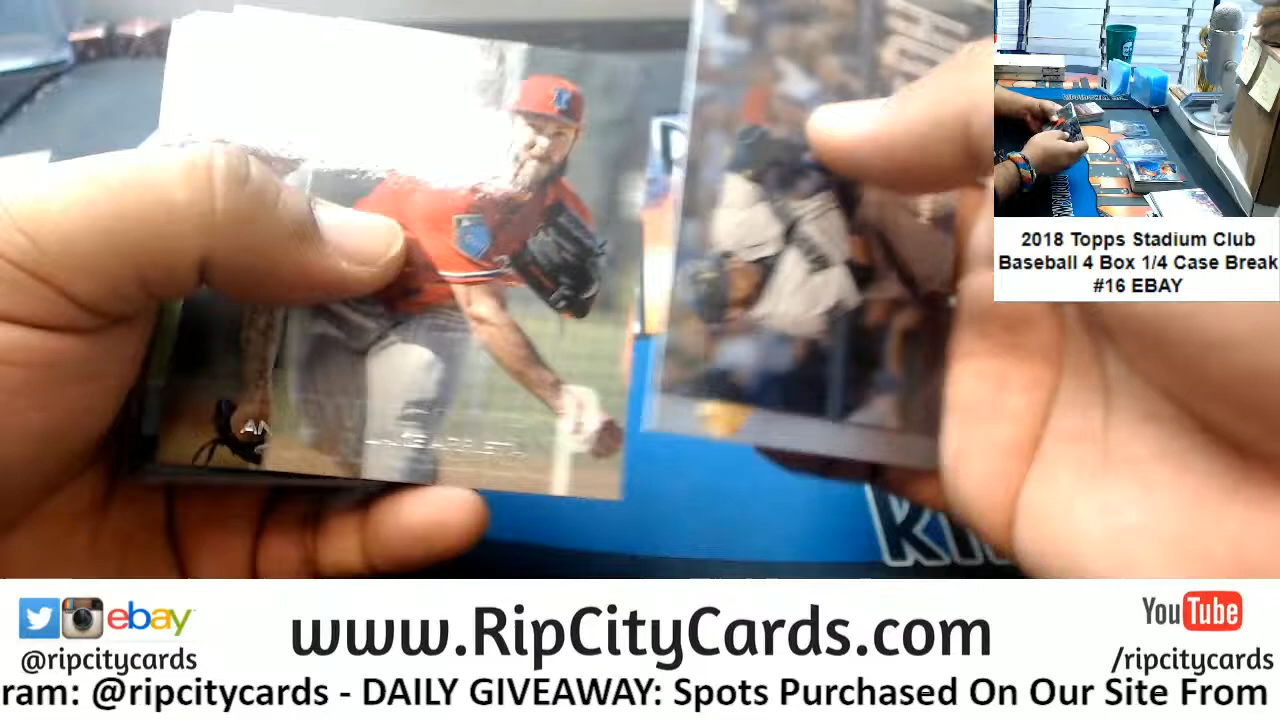 2018 Topps Stadium Club
Baseball 4 Box 1/4 Case Break
#16 EBAY
ebay
www.RipCityCards.com
YouTube
@ripcitycards
/ripcitycards
ram: @ripcitycards - DAILY GIVEAWAY: Spots Purchased On Our Site From